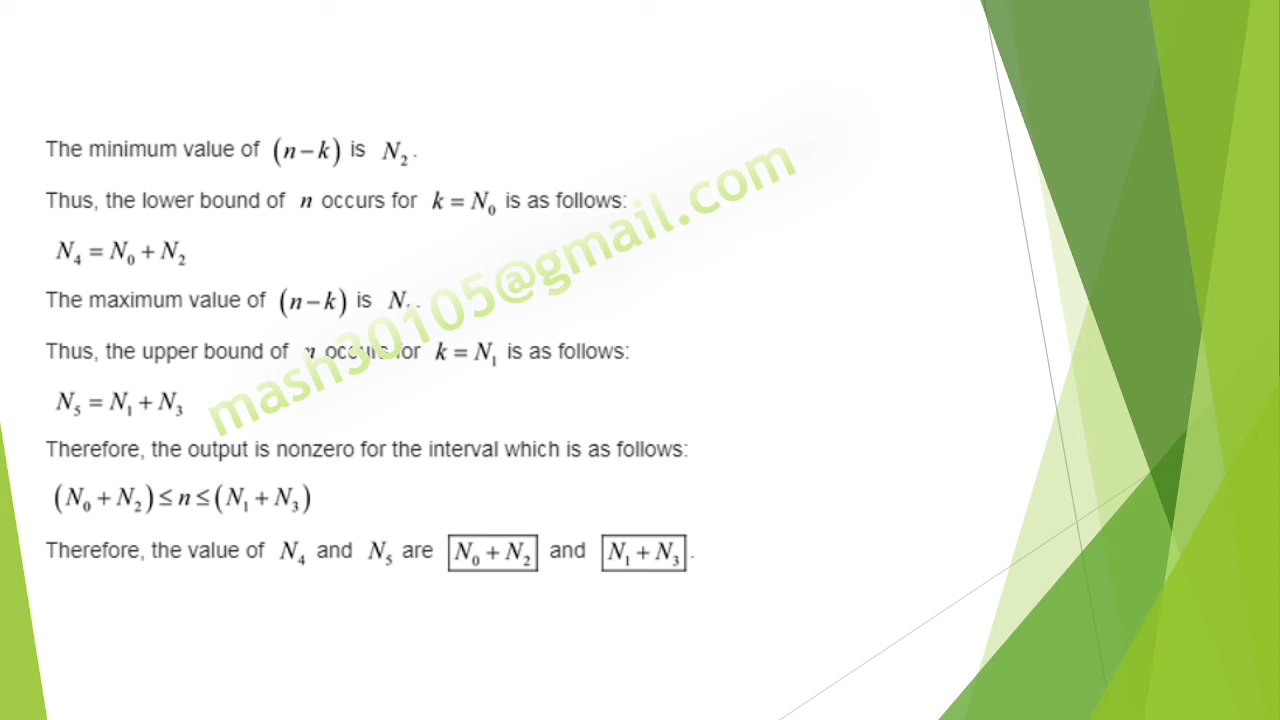 The minimum value of (n−k) is N₂.
Thus, the lower bound of n occurs for k = N₀ is as follows:
N₄ = N₀ + N₂
The maximum value of (n−k) is N
Thus, the upper bound of n occurs for k = N₁ is as follows:
N₅ = N₁ + N₃
Therefore, the output is nonzero for the interval which is as follows:
(N₀ + N₂) ≤ n ≤ (N₁ + N₃)
Therefore, the value of N₄ and N₅ are N₀ + N₂ and N₁ + N₃.
mash30105@gmail.com